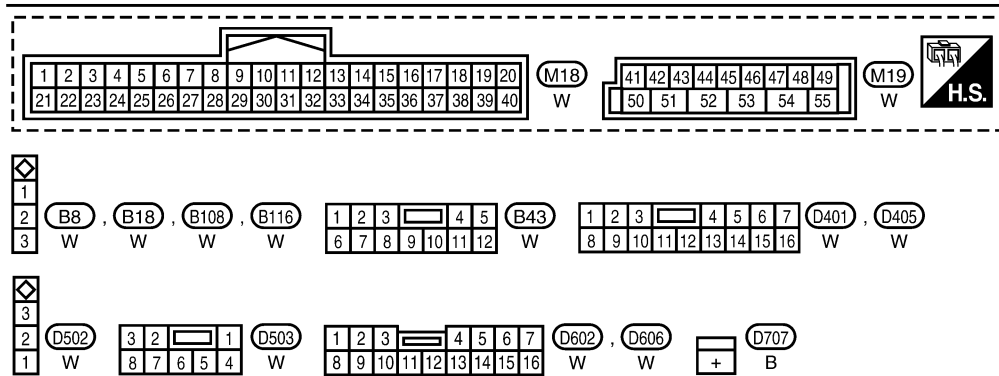 1 2 3 4 5 6 7 8 9 10 11 12 13 14 15 16 17 18 19 20
21 22 23 24 25 26 27 28 29 30 31 32 33 34 35 36 37 38 39 40
M18
W
41 42 43 44 45 46 47 48 49
50 51 52 53 54 55
M19
W
H.S.
1
2
3
B8 , B18 , B108 , B116
W W W W
1 2 3 4 5
6 7 8 9 10 11 12
B43
W
1 2 3 4 5 6 7
8 9 10 11 12 13 14 15 16
D401 , D405
W W
3
2
1
D502
W
3 2 1
8 7 6 5 4
D503
W
1 2 3 4 5 6 7
8 9 10 11 12 13 14 15 16
D602 , D606
W W
+
D707
B